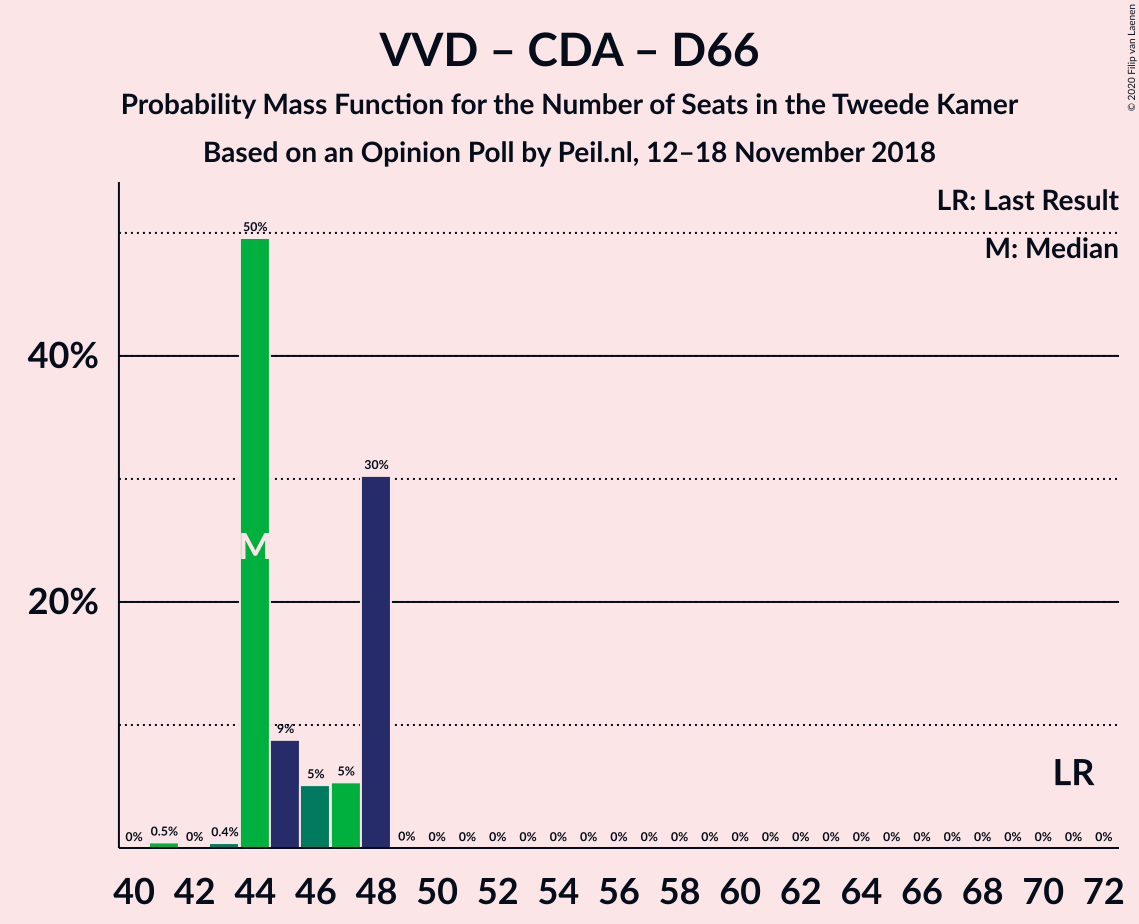 © 2020 Filip van Laenen
VVD – CDA – D66
Probability Mass Function for the Number of Seats in the Tweede Kamer
Based on an Opinion Poll by Peil.nl, 12–18 November 2018
LR: Last Result
M: Median
50%
40%
30%
M
20%
9%
5% 5%
LR
0% 0.5% 0% 0.4% 0% 0% 0% 0% 0% 0% 0% 0% 0% 0% 0% 0% 0% 0% 0% 0% 0% 0% 0% 0% 0% 0% 0% 0%
40 42 44 46 48 50 52 54 56 58 60 62 64 66 68 70 72